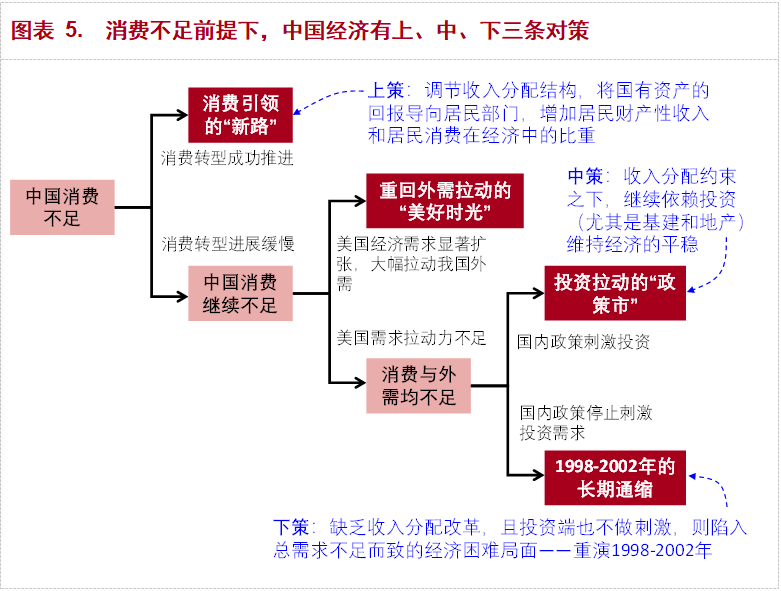 图表 5. 消费不足前提下，中国经济有上、中、下三条对策
消费引领
的“新路”
上策：调节收入分配结构，将国有资产的
回报导向居民部门，增加居民财产性收入
和居民消费在经济中的比重
消费转型成功推进
中国消费
不足
重回外需拉动的
“美好时光”
中策：收入分配约束
之下，继续依赖投资
（尤其是基建和地产）
维持经济的平稳
消费转型进展缓慢
美国经济需求显著扩
张，大幅拉动我国外
需
中国消费
继续不足
投资拉动的“政
策市”
美国需求拉动力不足
国内政策刺激投资
消费与外
需均不足
国内政策停止刺激
投资需求
1998-2002年的
长期通缩
下策：缺乏收入分配改革，且投资端也不做刺激，则陷入
总需求不足而致的经济困难局面——重演1998-2002年